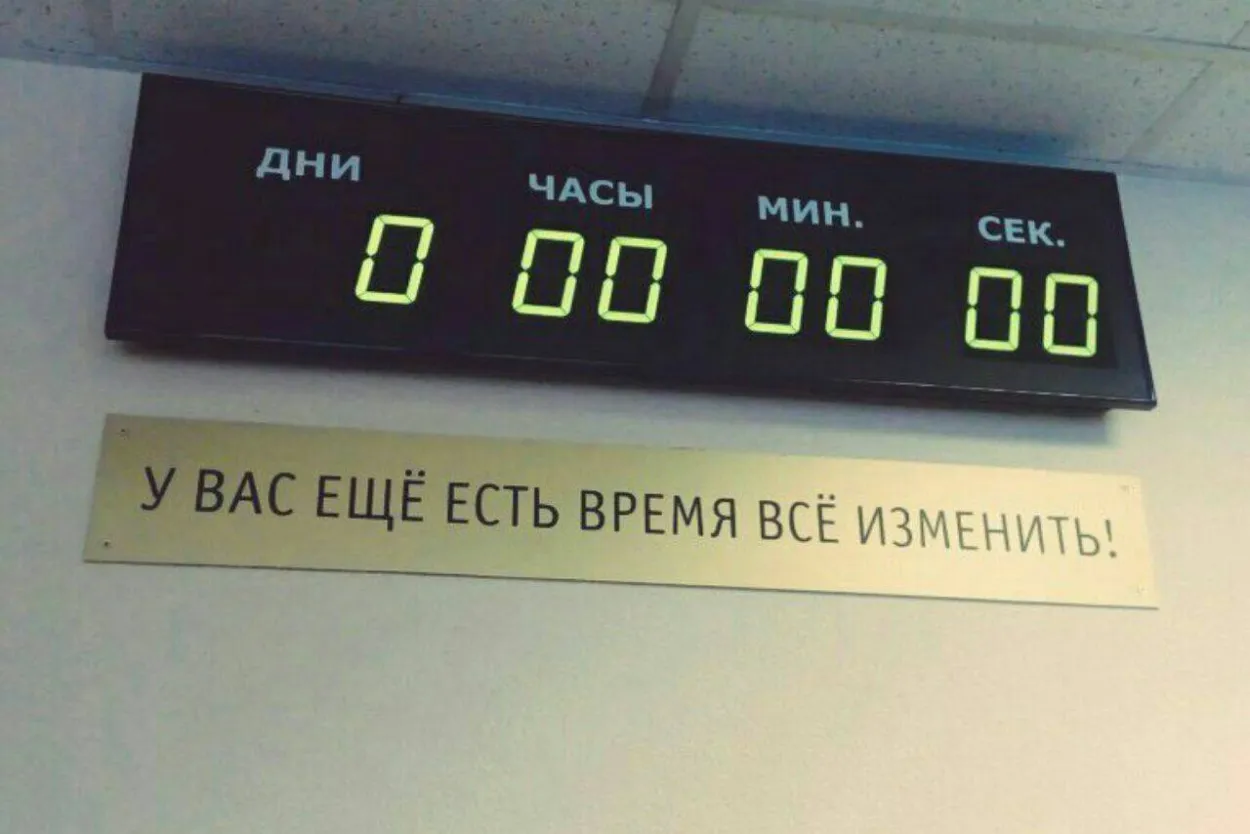 ДНИ ЧАСЫ МИН. СЕК.
0 00 00 00
У ВАС ЕЩЁ ЕСТЬ ВРЕМЯ ВСЁ ИЗМЕНИТЬ!